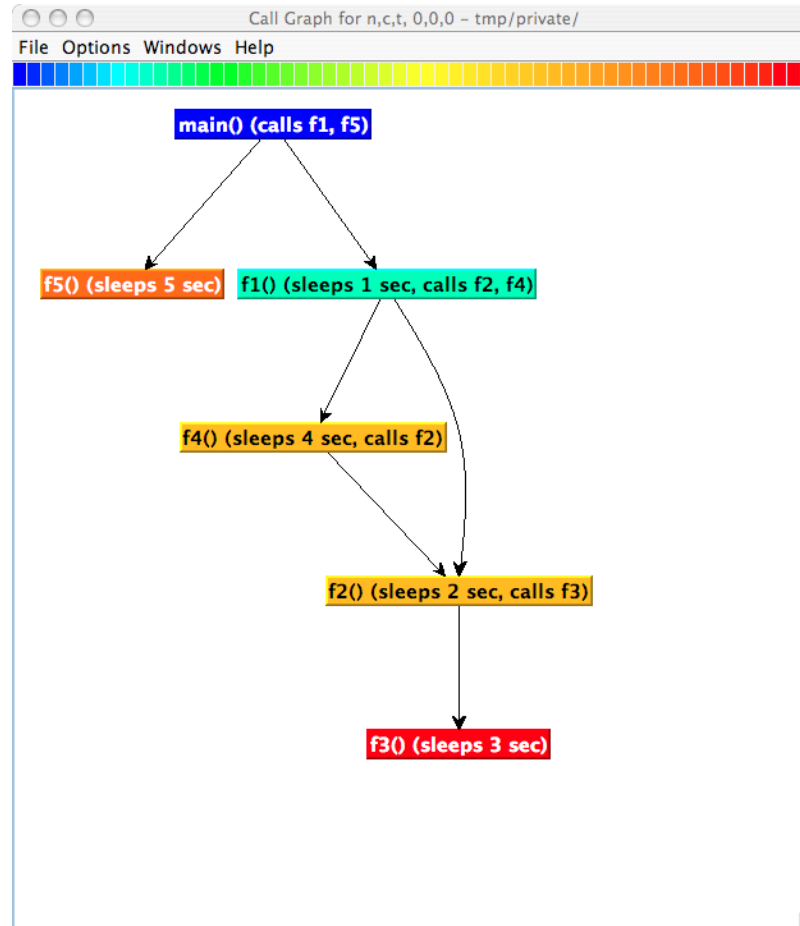 Call Graph for n,c,t, 0,0,0 – tmp/private/
File Options Windows Help
main() (calls f1, f5)
f5() (sleeps 5 sec)
f1() (sleeps 1 sec, calls f2, f4)
f4() (sleeps 4 sec, calls f2)
f2() (sleeps 2 sec, calls f3)
f3() (sleeps 3 sec)